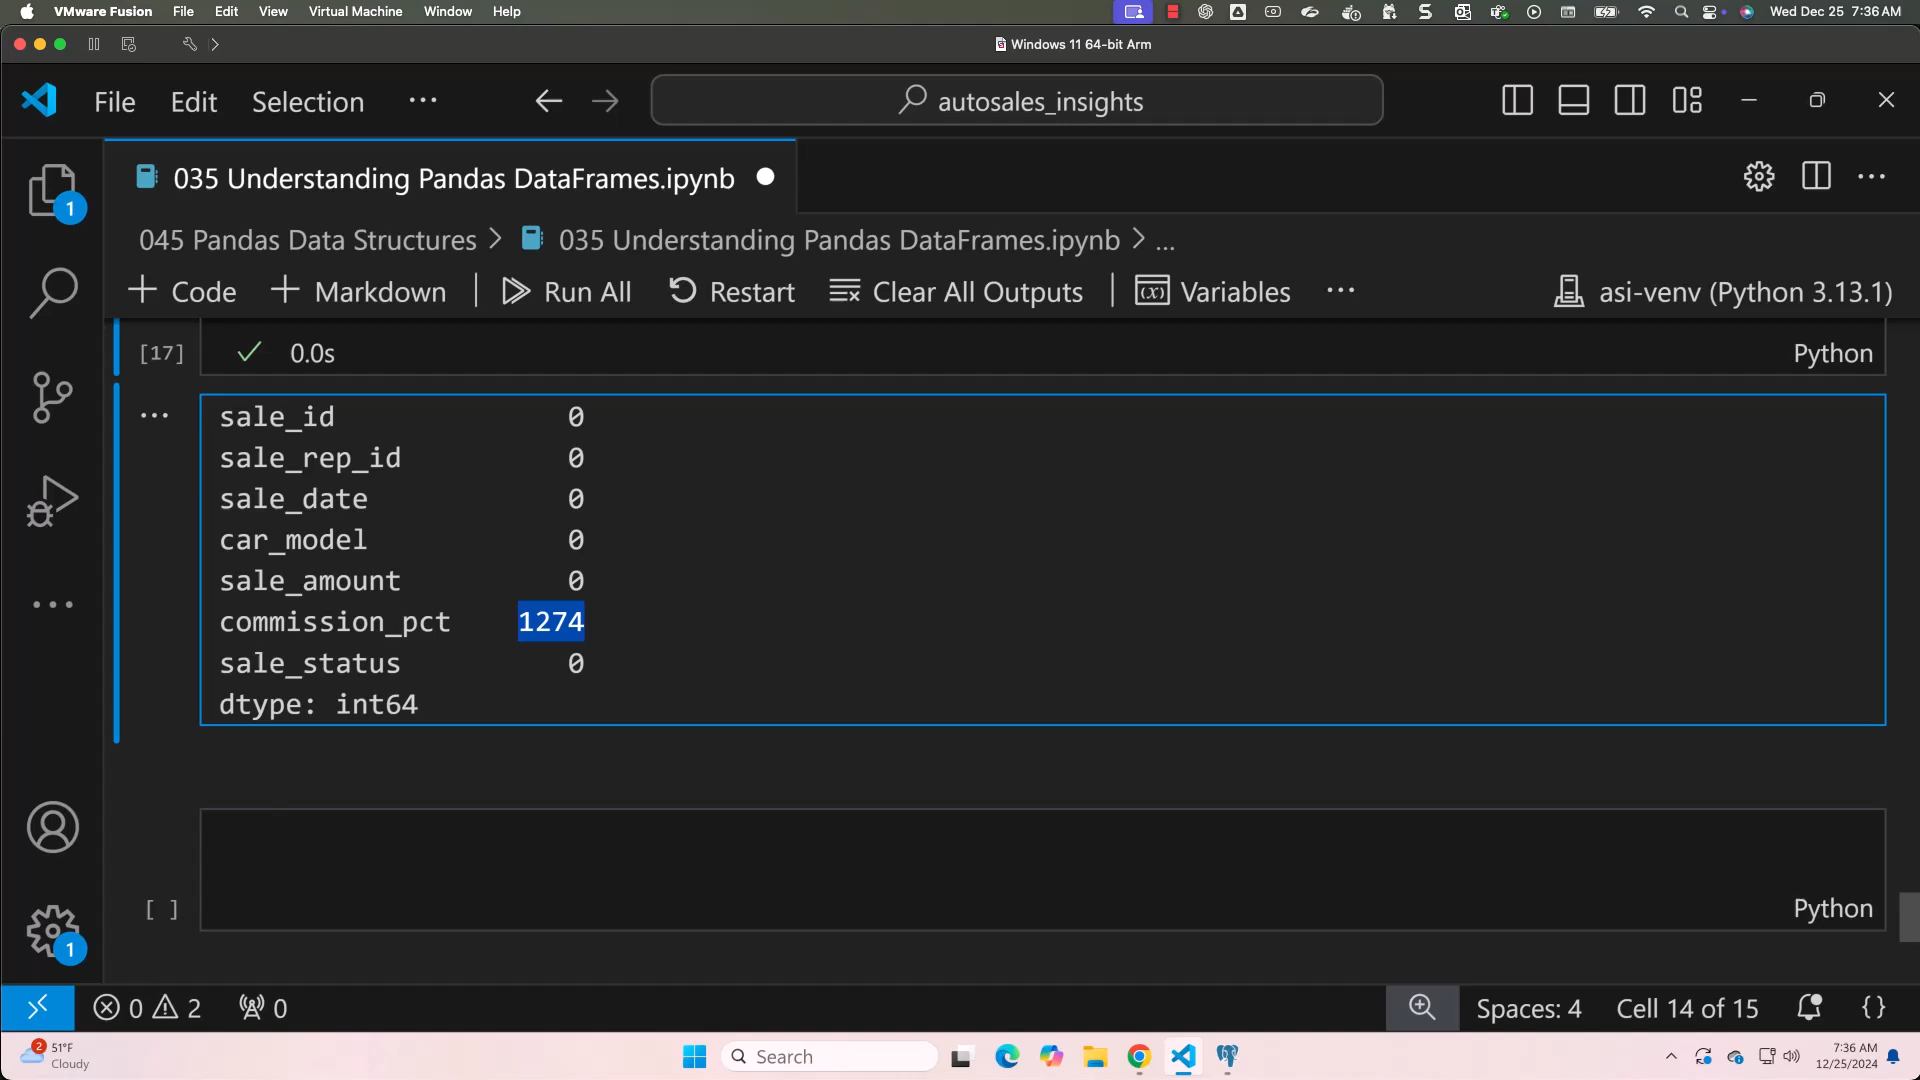 VMware Fusion File Edit View Virtual Machine Window Help Wed Dec 25 7:36 AM
Windows 11 64-bit Arm
File Edit Selection ··· autosales_insights
1
035 Understanding Pandas DataFrames.ipynb
045 Pandas Data Structures > 035 Understanding Pandas DataFrames.ipynb > ...
+ Code + Markdown Run All Restart Clear All Outputs Variables ··· asi-venv (Python 3.13.1)
[17] 0.0s Python
sale_id 0
sale_rep_id 0
sale_date 0
car_model 0
sale_amount 0
commission_pct 1274
sale_status 0
dtype: int64
[ ] Python
1
0 2 0 Spaces: 4 Cell 14 of 15 {}
2 51°F
Cloudy
Search
7:36 AM
12/25/2024